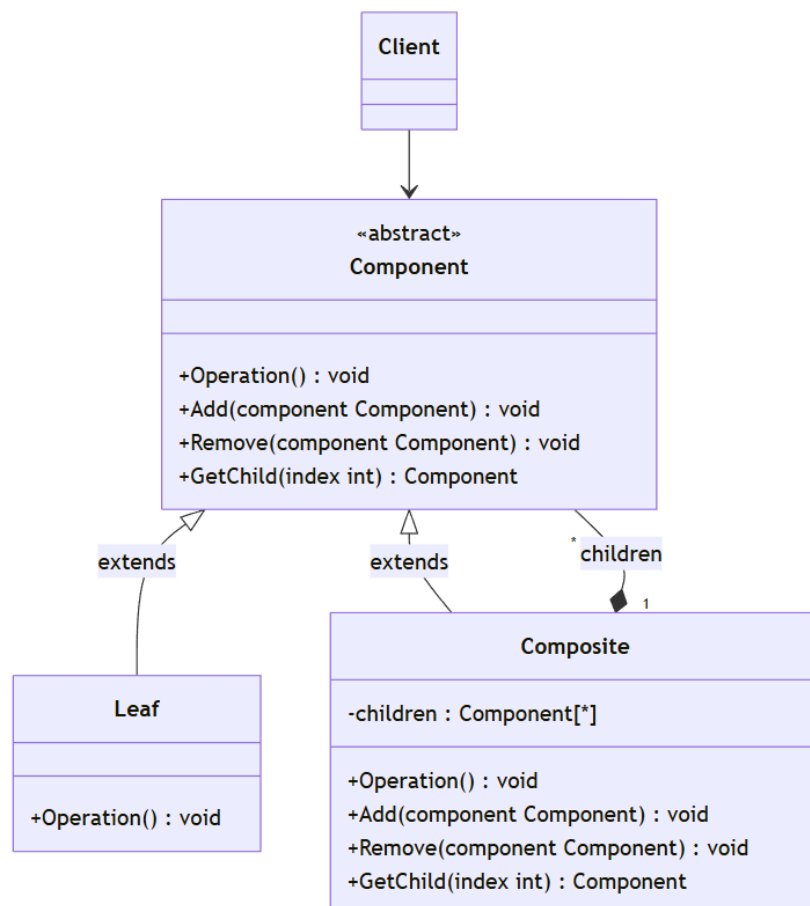 Client
«abstract»
Component
+Operation() : void
+Add(component Component) : void
+Remove(component Component) : void
+GetChild(index int) : Component
extends
extends
* children
1
Leaf
+Operation() : void
Composite
-children : Component[*]
+Operation() : void
+Add(component Component) : void
+Remove(component Component) : void
+GetChild(index int) : Component